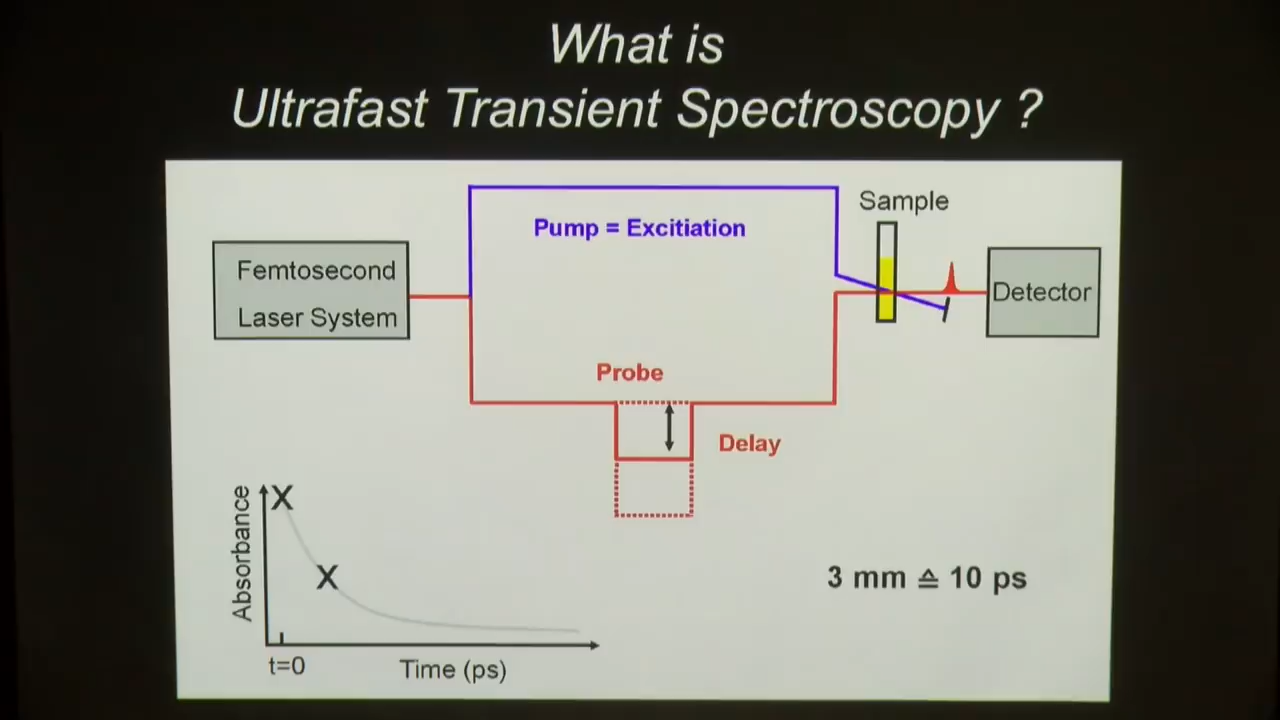 What is
Ultrafast Transient Spectroscopy ?
Sample
Pump = Excitiation
Femtosecond
Laser System
Detector
Probe
Delay
Absorbance
X
X
3 mm ≙ 10 ps
t=0
Time (ps)